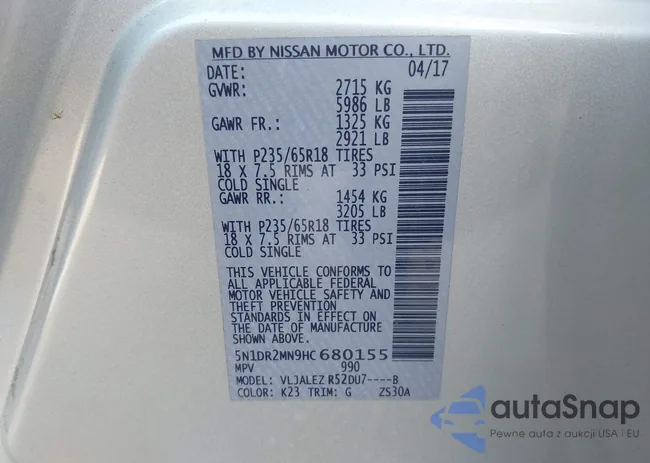 MFD BY NISSAN MOTOR CO., LTD.
DATE: 04/17
GVWR: 2715 KG
5986 LB
GAWR FR.: 1325 KG
2921 LB
WITH P235/65R18 TIRES
18 X 7.5 RIMS AT 33 PSI
COLD SINGLE
GAWR RR.: 1454 KG
3205 LB
WITH P235/65R18 TIRES
18 X 7.5 RIMS AT 33 PSI
COLD SINGLE
THIS VEHICLE CONFORMS TO
ALL APPLICABLE FEDERAL
MOTOR VEHICLE SAFETY AND
THEFT PREVENTION
STANDARDS IN EFFECT ON
THE DATE OF MANUFACTURE
SHOWN ABOVE.
5N1DR2MN9HC680155
MPV 990
MODEL: VLJALEZ R52DU7----B
COLOR: K23 TRIM: G ZS30A
autaSnap
Pewne auta z aukcji USA i EU